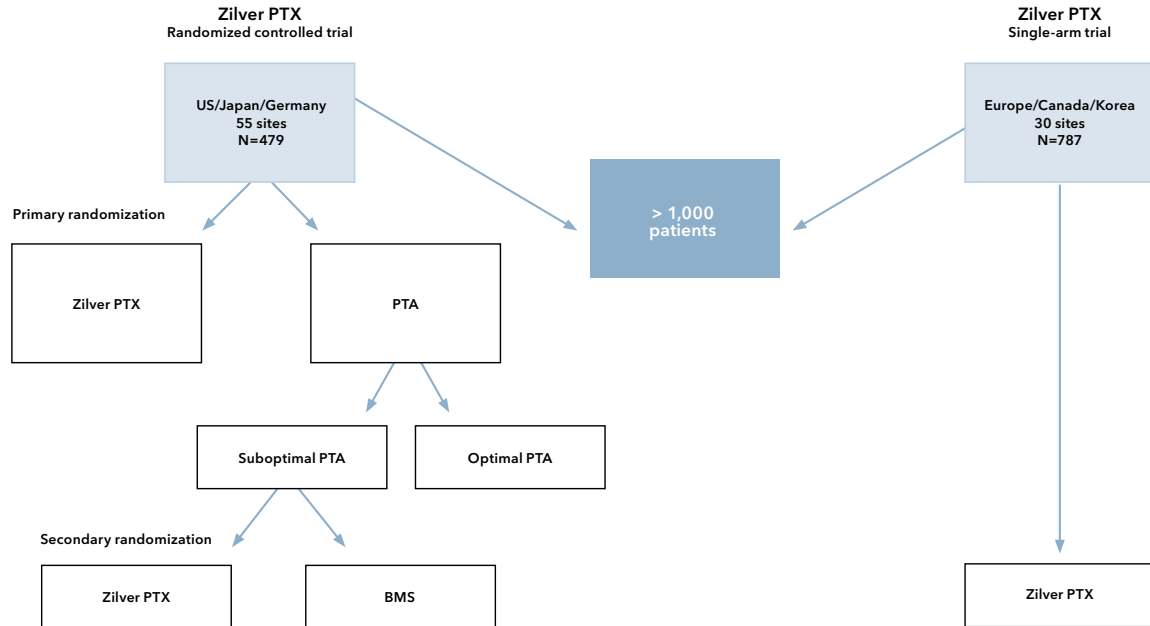 Zilver PTX
Randomized controlled trial
US/Japan/Germany
55 sites
N=479
Zilver PTX
Single-arm trial
Europe/Canada/Korea
30 sites
N=787
> 1,000
patients
Primary randomization
Zilver PTX
PTA
Suboptimal PTA
Optimal PTA
Secondary randomization
Zilver PTX
BMS
Zilver PTX